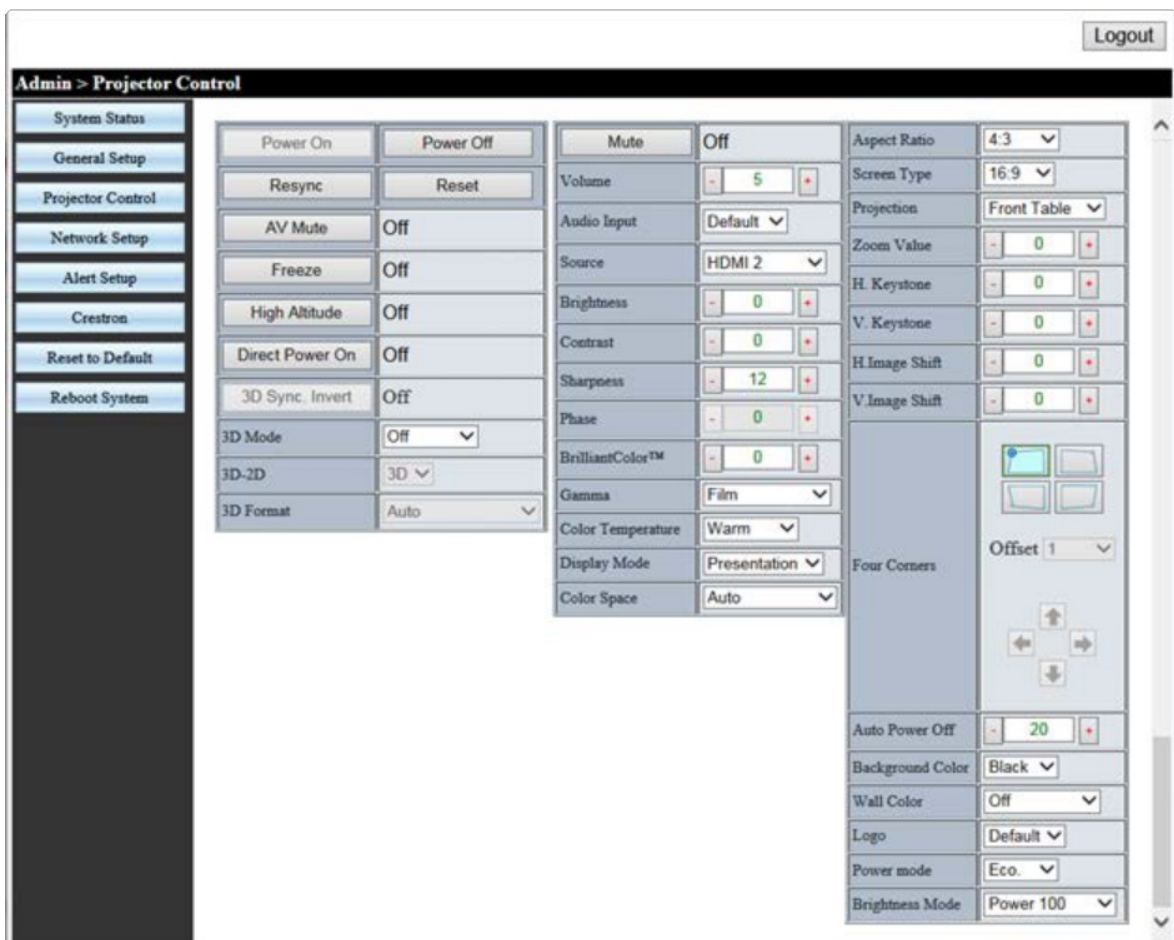 Logout
Admin > Projector Control
System Status
General Setup
Projector Control
Network Setup
Alert Setup
Crestron
Reset to Default
Reboot System
Power On Power Off
Resync Reset
AV Mute Off
Freeze Off
High Altitude Off
Direct Power On Off
3D Sync. Invert Off
3D Mode Off
3D-2D 3D
3D Format Auto
Mute Off
Volume - 5 +
Audio Input Default
Source HDMI 2
Brightness - 0 +
Contrast - 0 +
Sharpness - 12 +
Phase - 0 +
BrilliantColor™ - 0 +
Gamma Film
Color Temperature Warm
Display Mode Presentation
Color Space Auto
Aspect Ratio 4:3
Screen Type 16:9
Projection Front Table
Zoom Value - 0 +
H. Keystone - 0 +
V. Keystone - 0 +
H.Image Shift - 0 +
V.Image Shift - 0 +
Four Corners
Offset 1
Auto Power Off - 20 +
Background Color Black
Wall Color Off
Logo Default
Power mode Eco.
Brightness Mode Power 100